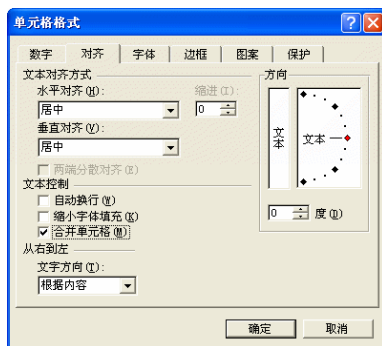 单元格格式
数字 对齐 字体 边框 图案 保护
文本对齐方式
水平对齐(H): 缩进(I):
居中 0
垂直对齐(V):
居中
两端分散对齐(E)
文本控制
自动换行(W)
缩小字体填充(K)
合并单元格(M)
从右到左
文字方向(T):
根据内容
方向
文本
文本
0 度(D)
确定 取消